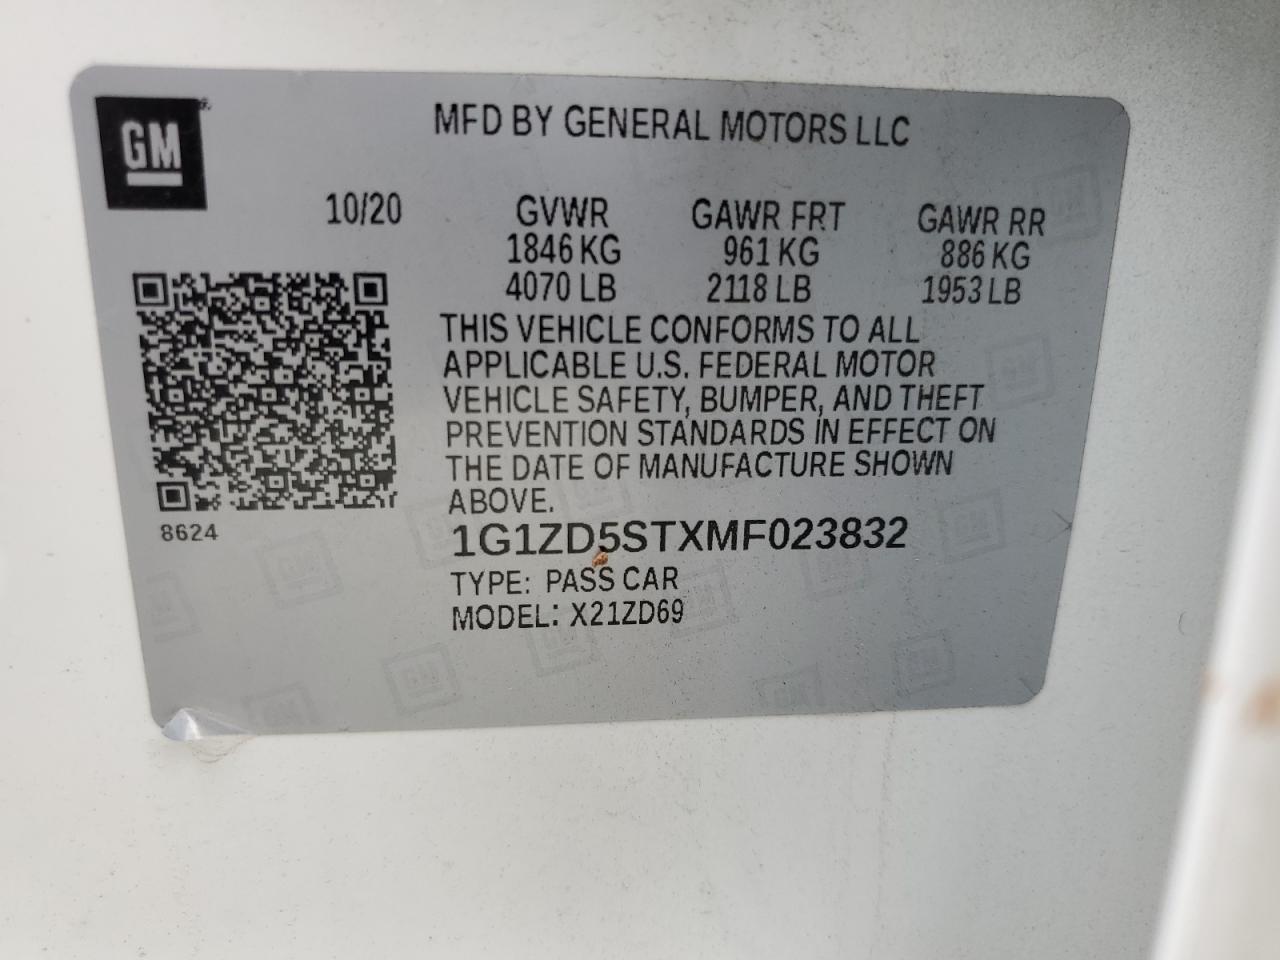 GM
MFD BY GENERAL MOTORS LLC
10/20
GVWR GAWR FRT GAWR RR
1846 KG 961 KG 886 KG
4070 LB 2118 LB 1953 LB
THIS VEHICLE CONFORMS TO ALL
APPLICABLE U.S. FEDERAL MOTOR
VEHICLE SAFETY, BUMPER, AND THEFT
PREVENTION STANDARDS IN EFFECT ON
THE DATE OF MANUFACTURE SHOWN
ABOVE.
8624
1G1ZD5STXMF023832
TYPE: PASS CAR
MODEL: X21ZD69